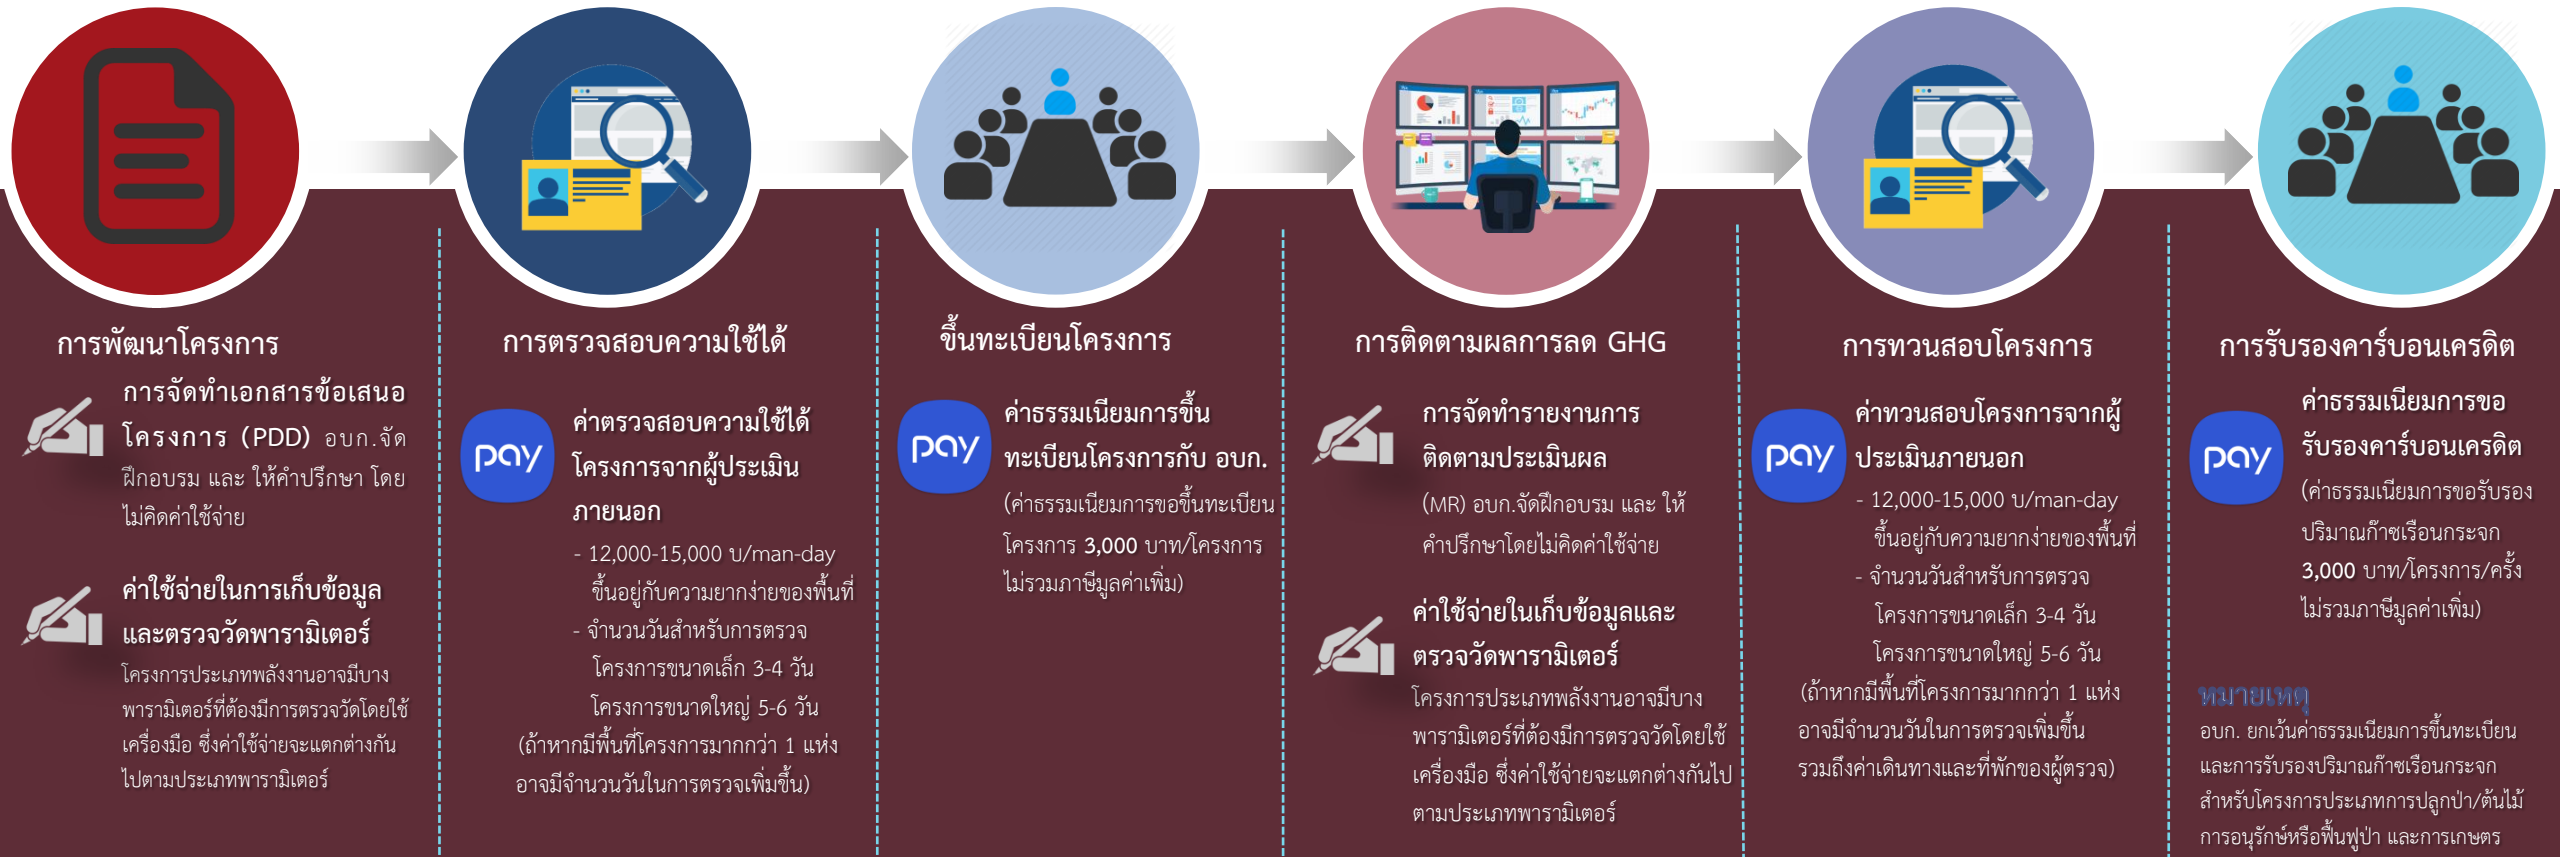 การพัฒนาโครงการ
การจัดทำเอกสารข้อเสนอ
โครงการ (PDD) อบก.จัด
ฝึกอบรม และ ให้คำปรึกษา โดย
ไม่คิดค่าใช้จ่าย
ค่าใช้จ่ายในการเก็บข้อมูล
และตรวจวัดพารามิเตอร์
โครงการประเภทพลังงานอาจมีบาง
พารามิเตอร์ที่ต้องมีการตรวจวัดโดยใช้
เครื่องมือ ซึ่งค่าใช้จ่ายจะแตกต่างกัน
ไปตามประเภทพารามิเตอร์
การตรวจสอบความใช้ได้
pay
ค่าตรวจสอบความใช้ได้
โครงการจากผู้ประเมิน
ภายนอก
- 12,000-15,000 บ/man-day
ขึ้นอยู่กับความยากง่ายของพื้นที่
- จำนวนวันสำหรับการตรวจ
โครงการขนาดเล็ก 3-4 วัน
โครงการขนาดใหญ่ 5-6 วัน
(ถ้าหากมีพื้นที่โครงการมากกว่า 1 แห่ง
อาจมีจำนวนวันในการตรวจเพิ่มขึ้น)
ขึ้นทะเบียนโครงการ
pay
ค่าธรรมเนียมการขึ้น
ทะเบียนโครงการกับ อบก.
(ค่าธรรมเนียมการขอขึ้นทะเบียน
โครงการ 3,000 บาท/โครงการ
ไม่รวมภาษีมูลค่าเพิ่ม)
การติดตามผลการลด GHG
การจัดทำรายงานการ
ติดตามประเมินผล
(MR) อบก.จัดฝึกอบรม และ ให้
คำปรึกษาโดยไม่คิดค่าใช้จ่าย
ค่าใช้จ่ายในเก็บข้อมูลและ
ตรวจวัดพารามิเตอร์
โครงการประเภทพลังงานอาจมีบาง
พารามิเตอร์ที่ต้องมีการตรวจวัดโดยใช้
เครื่องมือ ซึ่งค่าใช้จ่ายจะแตกต่างกันไป
ตามประเภทพารามิเตอร์
การทวนสอบโครงการ
pay
ค่าทวนสอบโครงการจากผู้
ประเมินภายนอก
- 12,000-15,000 บ/man-day
ขึ้นอยู่กับความยากง่ายของพื้นที่
- จำนวนวันสำหรับการตรวจ
โครงการขนาดเล็ก 3-4 วัน
โครงการขนาดใหญ่ 5-6 วัน
(ถ้าหากมีพื้นที่โครงการมากกว่า 1 แห่ง
อาจมีจำนวนวันในการตรวจเพิ่มขึ้น
รวมถึงค่าเดินทางและที่พักของผู้ตรวจ)
การรับรองคาร์บอนเครดิต
pay
ค่าธรรมเนียมการขอ
รับรองคาร์บอนเครดิต
(ค่าธรรมเนียมการขอรับรอง
ปริมาณก๊าซเรือนกระจก
3,000 บาท/โครงการ/ครั้ง
ไม่รวมภาษีมูลค่าเพิ่ม)
หมายเหตุ
อบก. ยกเว้นค่าธรรมเนียมการขึ้นทะเบียน
และการรับรองปริมาณก๊าซเรือนกระจก
สำหรับโครงการประเภทการปลูกป่า/ต้นไม้
การอนุรักษ์หรือฟื้นฟูป่า และการเกษตร